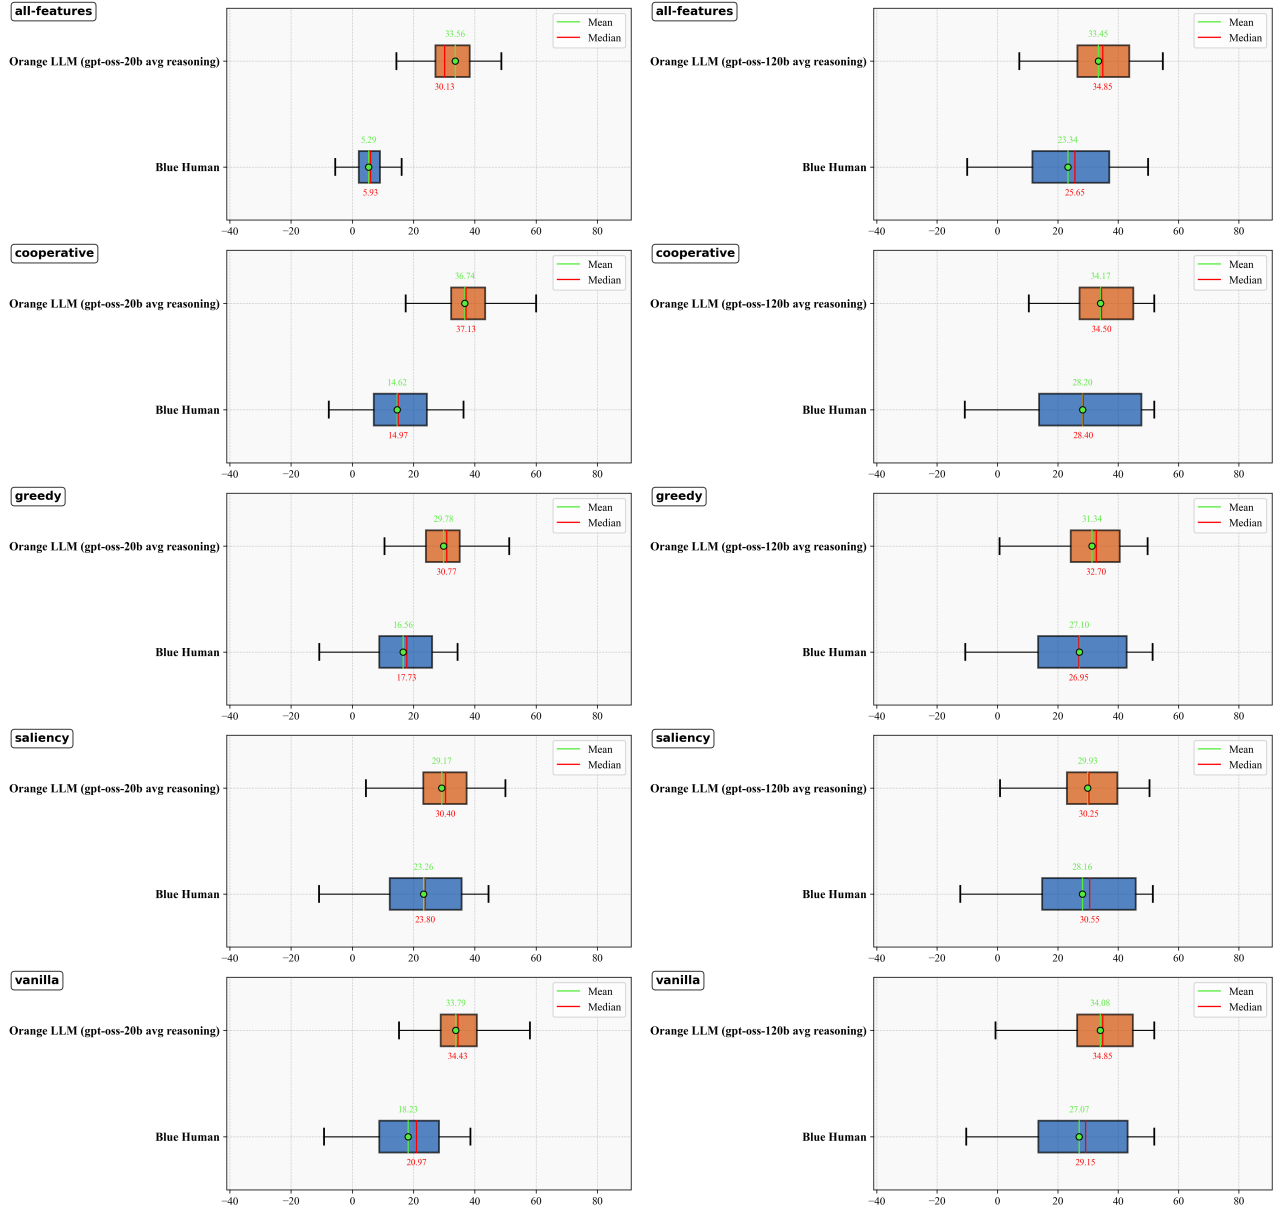 all-features
Mean
Median
33.56
Orange LLM (gpt-oss-20b avg reasoning)
30.13
5.29
Blue Human
5.93
−40 −20 0 20 40 60 80
all-features
Mean
Median
33.45
Orange LLM (gpt-oss-120b avg reasoning)
34.85
23.34
Blue Human
25.65
−40 −20 0 20 40 60 80
cooperative
Mean
Median
36.74
Orange LLM (gpt-oss-20b avg reasoning)
37.13
14.62
Blue Human
14.97
−40 −20 0 20 40 60 80
cooperative
Mean
Median
34.17
Orange LLM (gpt-oss-120b avg reasoning)
34.50
28.20
Blue Human
28.40
−40 −20 0 20 40 60 80
greedy
Mean
Median
29.78
Orange LLM (gpt-oss-20b avg reasoning)
30.77
16.56
Blue Human
17.73
−40 −20 0 20 40 60 80
greedy
Mean
Median
31.34
Orange LLM (gpt-oss-120b avg reasoning)
32.70
27.10
Blue Human
26.95
−40 −20 0 20 40 60 80
saliency
Mean
Median
29.17
Orange LLM (gpt-oss-20b avg reasoning)
30.40
23.26
Blue Human
23.80
−40 −20 0 20 40 60 80
saliency
Mean
Median
29.93
Orange LLM (gpt-oss-120b avg reasoning)
30.25
28.16
Blue Human
30.55
−40 −20 0 20 40 60 80
vanilla
Mean
Median
33.79
Orange LLM (gpt-oss-20b avg reasoning)
34.43
18.23
Blue Human
20.97
−40 −20 0 20 40 60 80
vanilla
Mean
Median
34.08
Orange LLM (gpt-oss-120b avg reasoning)
34.85
27.07
Blue Human
29.15
−40 −20 0 20 40 60 80